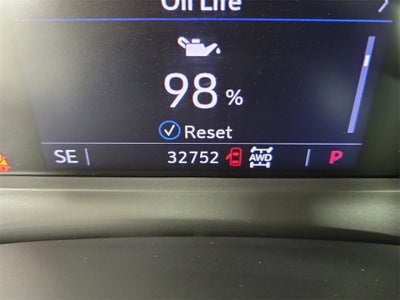 Oil Life
98 %
Reset
SE 32752 AWD P